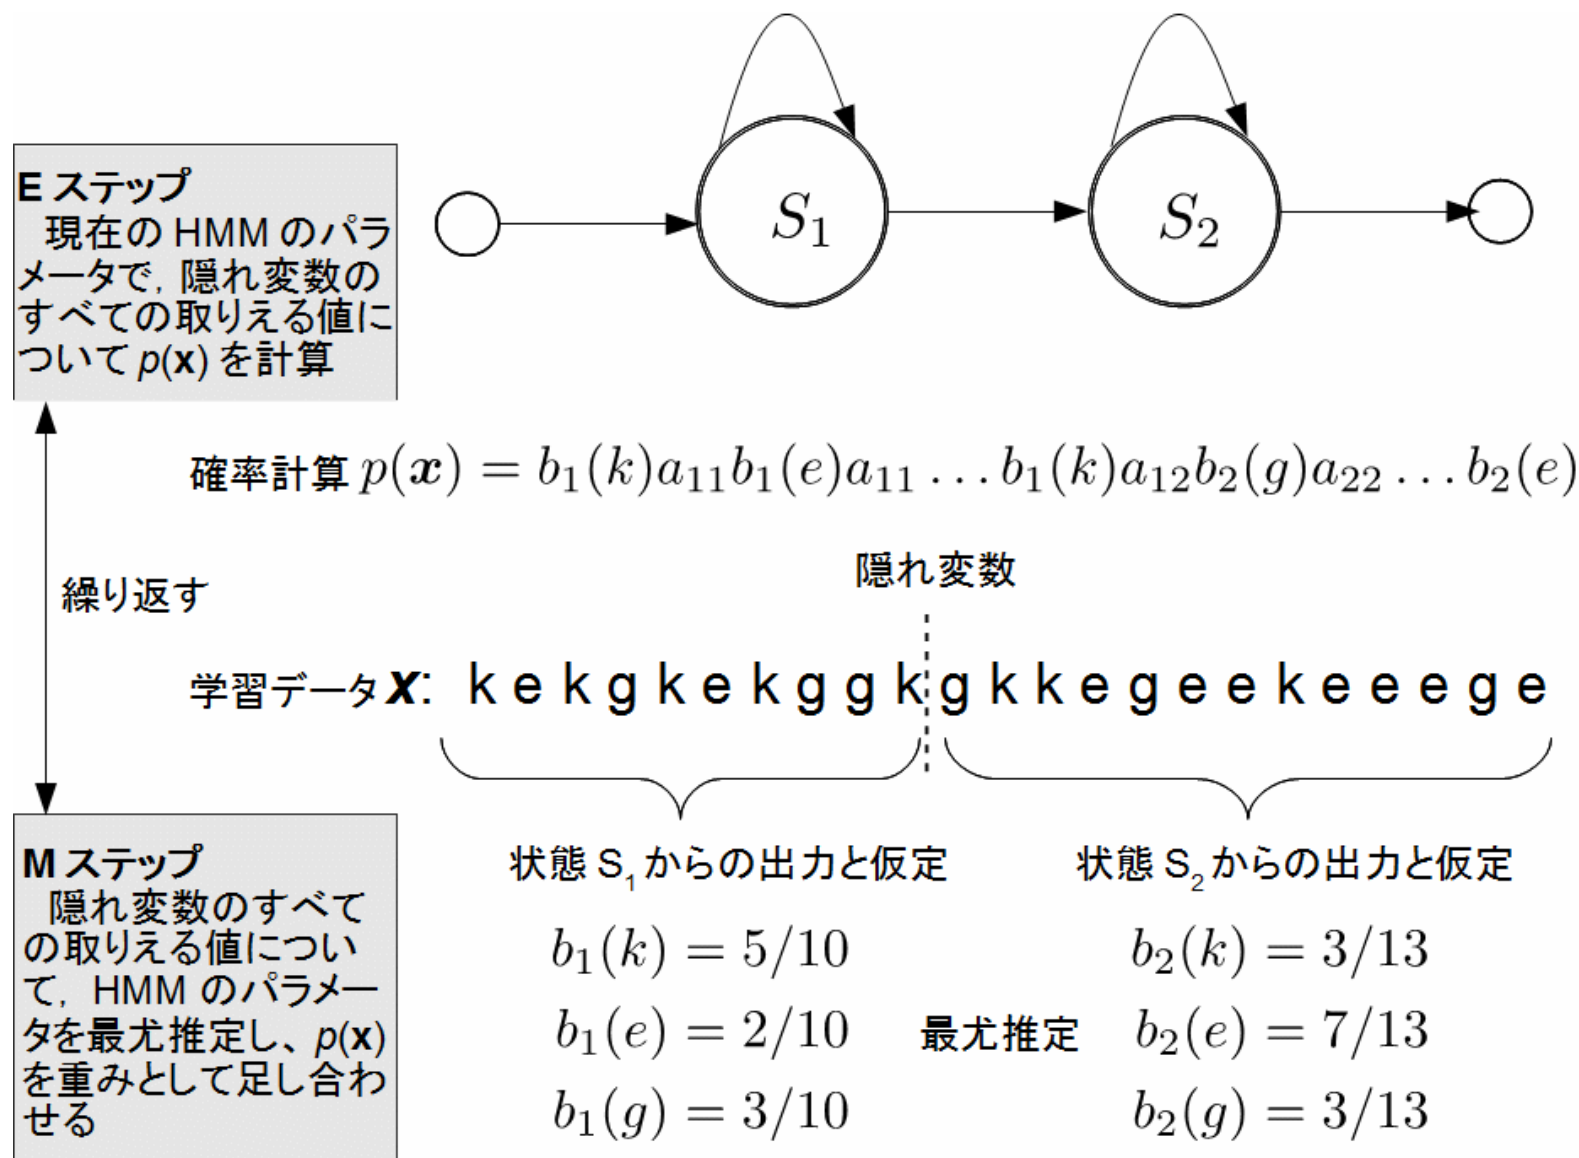 E ステップ
現在の HMM のパラ
メータで, 隠れ変数の
すべての取りえる値に
ついて p(x) を計算
S₁
S₂
確率計算 p(x) = b₁(k)a₁₁b₁(e)a₁₁ … b₁(k)a₁₂b₂(g)a₂₂ … b₂(e)
繰り返す
隠れ変数
学習データ x: k e k g k e k g g k g k k e g e e k e e e g e
M ステップ
隠れ変数のすべて
の取りえる値につい
て, HMM のパラメー
タを最尤推定し、p(x)
を重みとして足し合わ
せる
状態 S₁ からの出力と仮定
b₁(k) = 5/10
b₁(e) = 2/10
b₁(g) = 3/10
最尤推定
状態 S₂ からの出力と仮定
b₂(k) = 3/13
b₂(e) = 7/13
b₂(g) = 3/13